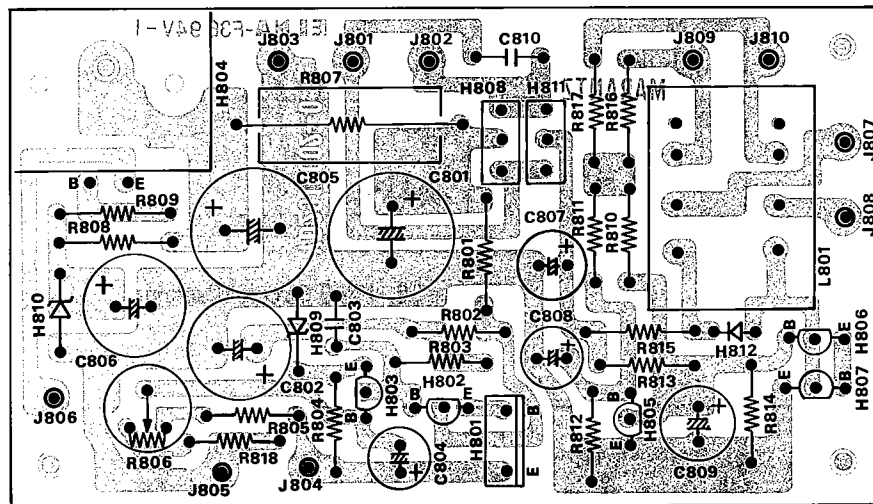 J803
J801
J802
C810
J809
J810
H804
R807
H808
H811
R817
R816
MARANTZ
J807
B
E
R809
C805
C801
R808
C807
R811
R810
J808
R801
L801
H810
C806
H809
C803
R802
C808
R815
H812
B
E
H806
C802
R803
R813
E
H803
H802
B
E
B
E
B
H807
J806
R805
R804
B
H801
B
R812
B
H805
E
R814
R806
R818
C804
E
C809
J805
J804